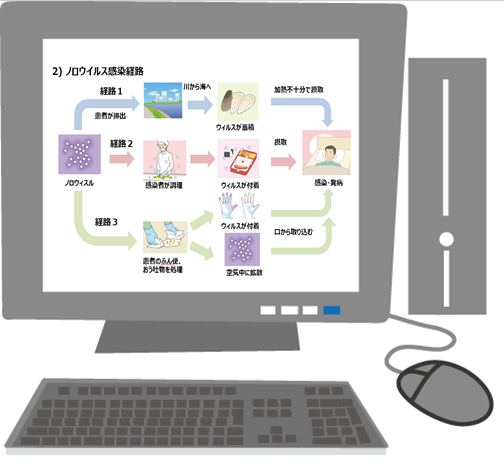 2) ノロウイルス感染経路
経路1
患者が排出
川から海へ
ウィルスが蓄積
加熱不十分で摂取
ノロウィスル
経路2
感染者が調理
ウィルスが付着
摂取
感染・発病
経路3
患者のふん便、
おう吐物を処理
ウィルスが付着
空気中に拡散
口から取り込む